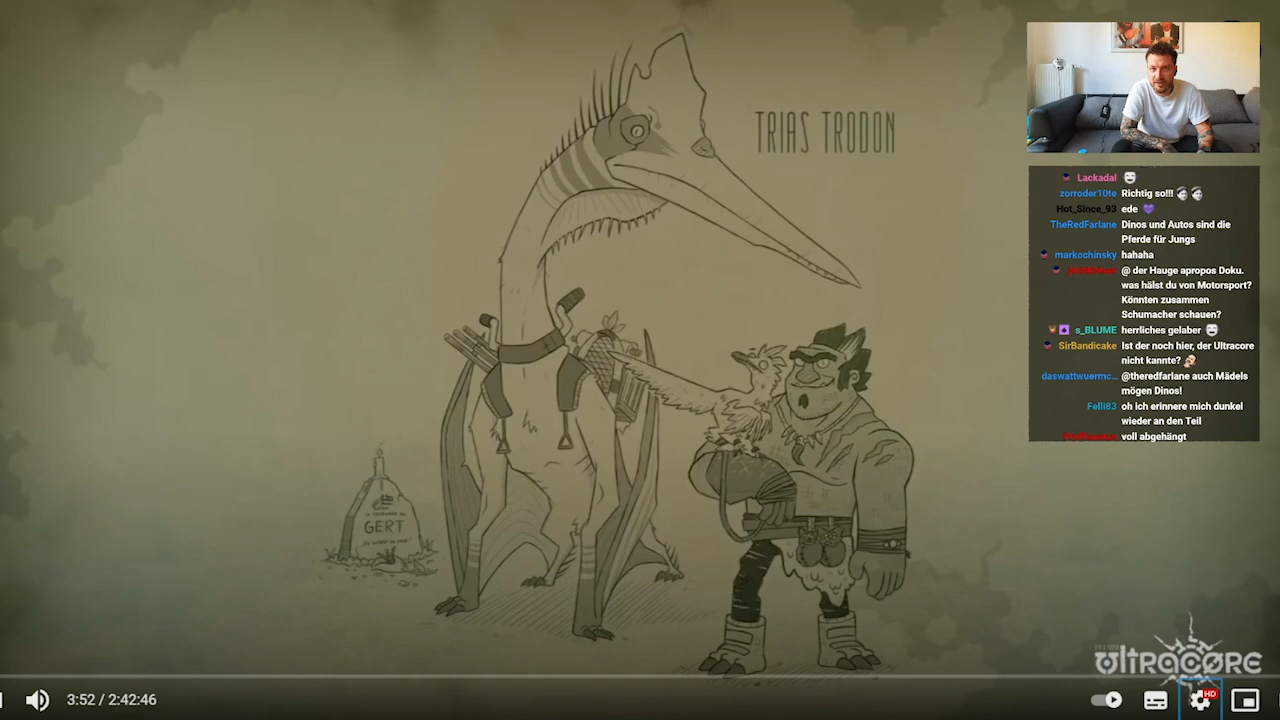 TRIAS TRODON
GERT
Lackadal
zorroder10te Richtig so!!!
Hot_Since_93 ede
TheRedFarlane Dinos und Autos sind die
Pferde für Jungs
markochinsky hahaha
@ der Hauge apropos Doku.
was hälst du von Motorsport?
Könnten zusammen
Schumacher schauen?
s_BLUME herrliches gelaber
SirBandicake Ist der noch hier, der Ultracore
nicht kannte?
daswattwuermc... @theredfarlane auch Mädels
mögen Dinos!
Felli83 oh ich erinnere mich dunkel
wieder an den Teil
voll abgehängt
ULTRACORE
3:52 / 2:42:46
HD